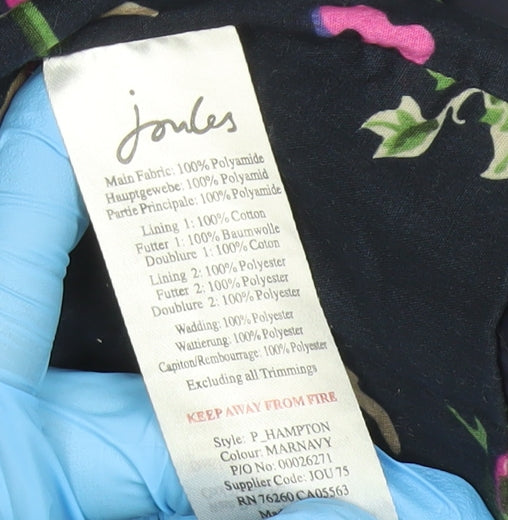 Joules
Main Fabric: 100% Polyamide
Hauptgewebe: 100% Polyamid
Partie Principale: 100% Polyamide
Lining 1: 100% Cotton
Futter 1: 100% Baumwolle
Doublure 1: 100% Coton
Lining 2: 100% Polyester
Futter 2: 100% Polyester
Doublure 2: 100% Polyester
Wadding: 100% Polyester
Wattierung: 100% Polyester
Capiton/Rembourrage: 100% Polyester
Excluding all Trimmings
KEEP AWAY FROM FIRE
Style: P_HAMPTON
Colour: MARNAVY
P/O No: 00026271
Supplier Code: JOU 75
RN 76260 CA05563